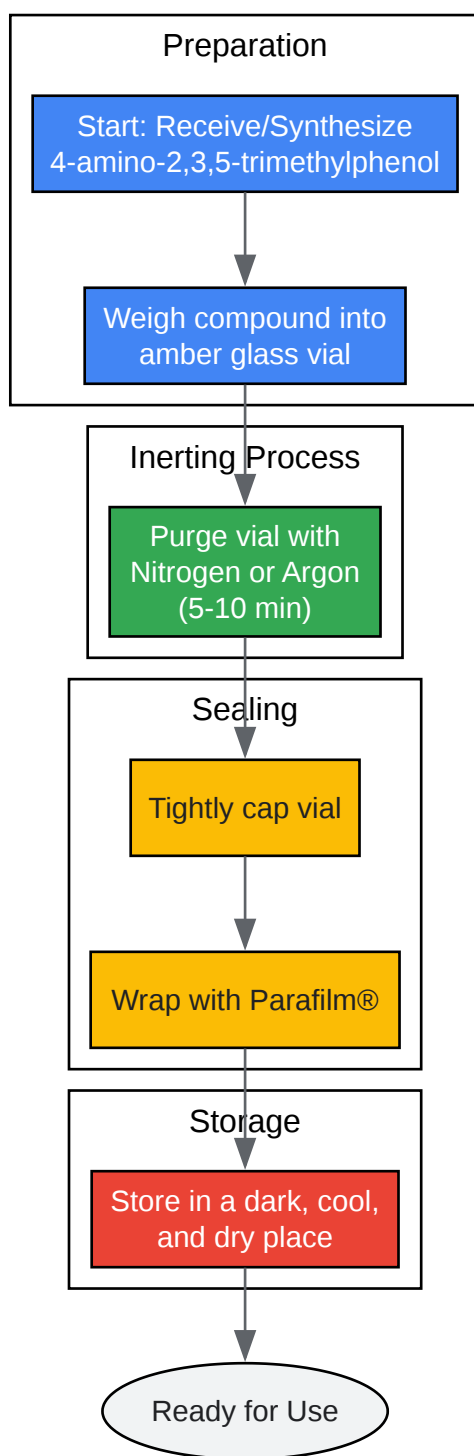 Preparation
Start: Receive/Synthesize
4-amino-2,3,5-trimethylphenol
Weigh compound into
amber glass vial
Inerting Process
Purge vial with
Nitrogen or Argon
(5-10 min)
Sealing
Tightly cap vial
Wrap with Parafilm®
Storage
Store in a dark, cool,
and dry place
Ready for Use